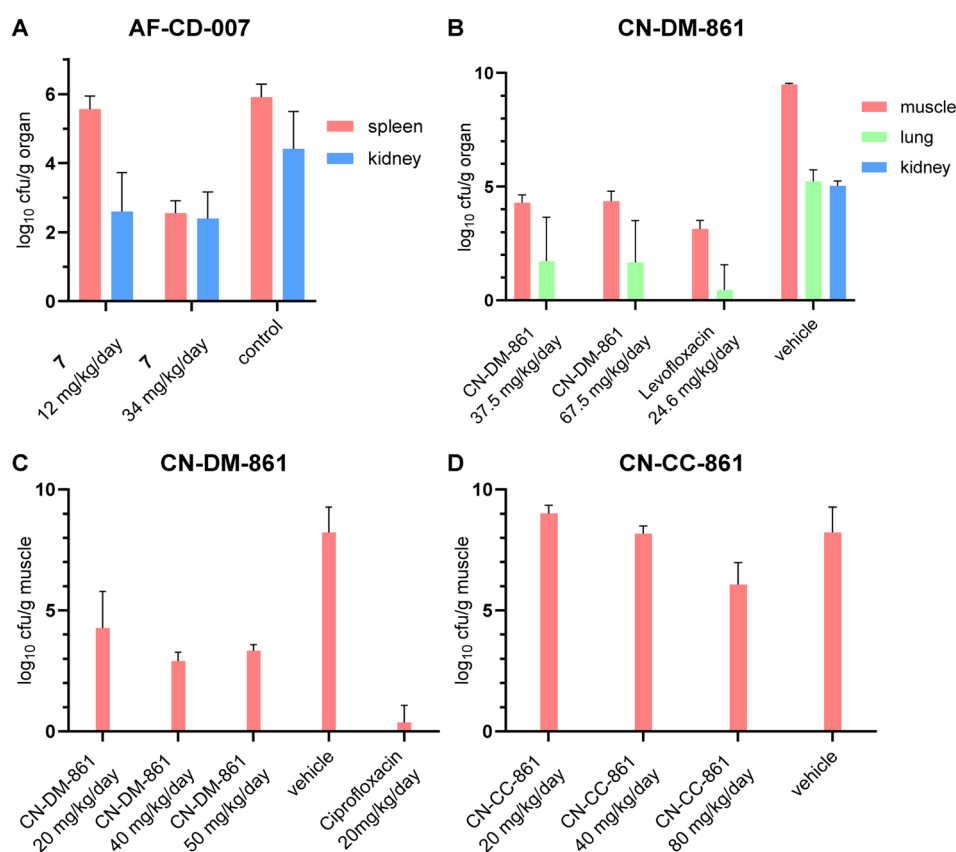 A
AF-CD-007
log10 cfu/g organ
6
4
2
0
7
12 mg/kg/day
7
34 mg/kg/day
control
spleen
kidney
B
CN-DM-861
log10 cfu/g organ
10
5
0
CN-DM-861
37.5 mg/kg/day
CN-DM-861
67.5 mg/kg/day
Levofloxacin
24.6 mg/kg/day
vehicle
muscle
lung
kidney
C
CN-DM-861
log10 cfu/g muscle
10
5
0
CN-DM-861
20 mg/kg/day
CN-DM-861
40 mg/kg/day
CN-DM-861
50 mg/kg/day
vehicle
Ciprofloxacin
20mg/kg/day
D
CN-CC-861
log10 cfu/g muscle
10
5
0
CN-CC-861
20 mg/kg/day
CN-CC-861
40 mg/kg/day
CN-CC-861
80 mg/kg/day
vehicle